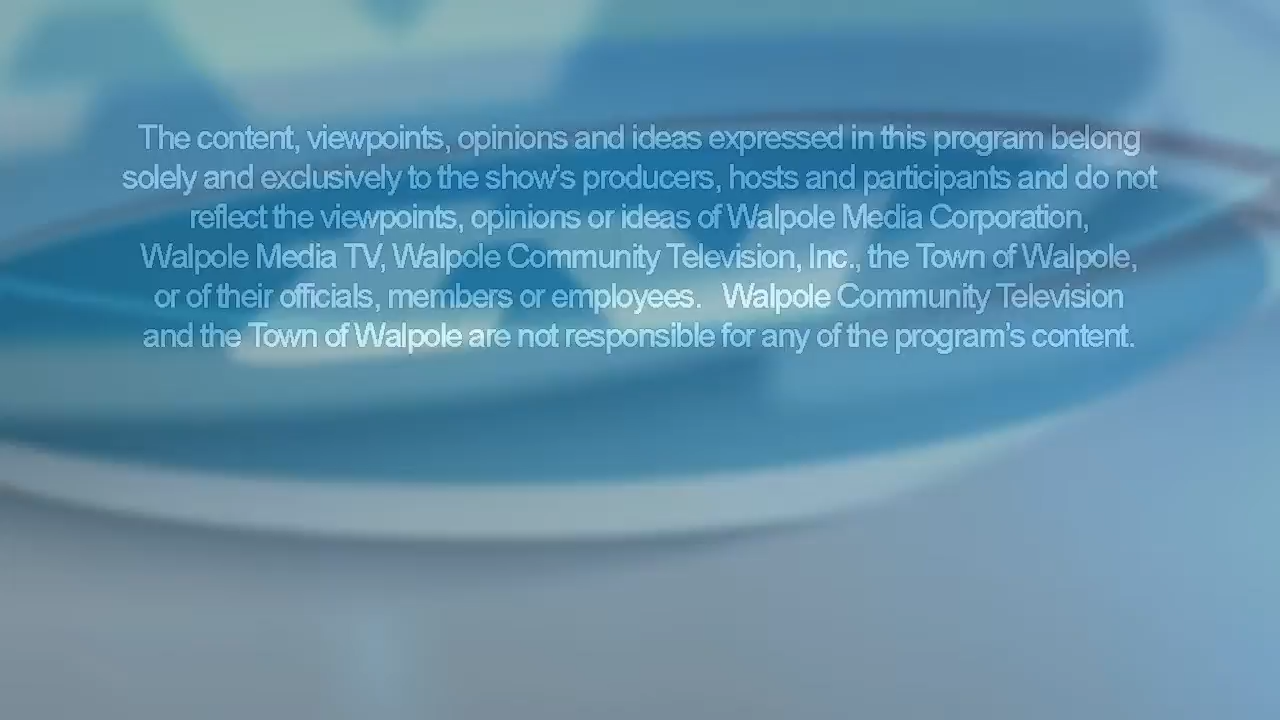 The content, viewpoints, opinions and ideas expressed in this program belong
solely and exclusively to the show's producers, hosts and participants and do not
reflect the viewpoints, opinions or ideas of Walpole Media Corporation,
Walpole Media TV, Walpole Community Television, Inc., the Town of Walpole,
or of their officials, members or employees.   Walpole Community Television
and the Town of Walpole are not responsible for any of the program's content.